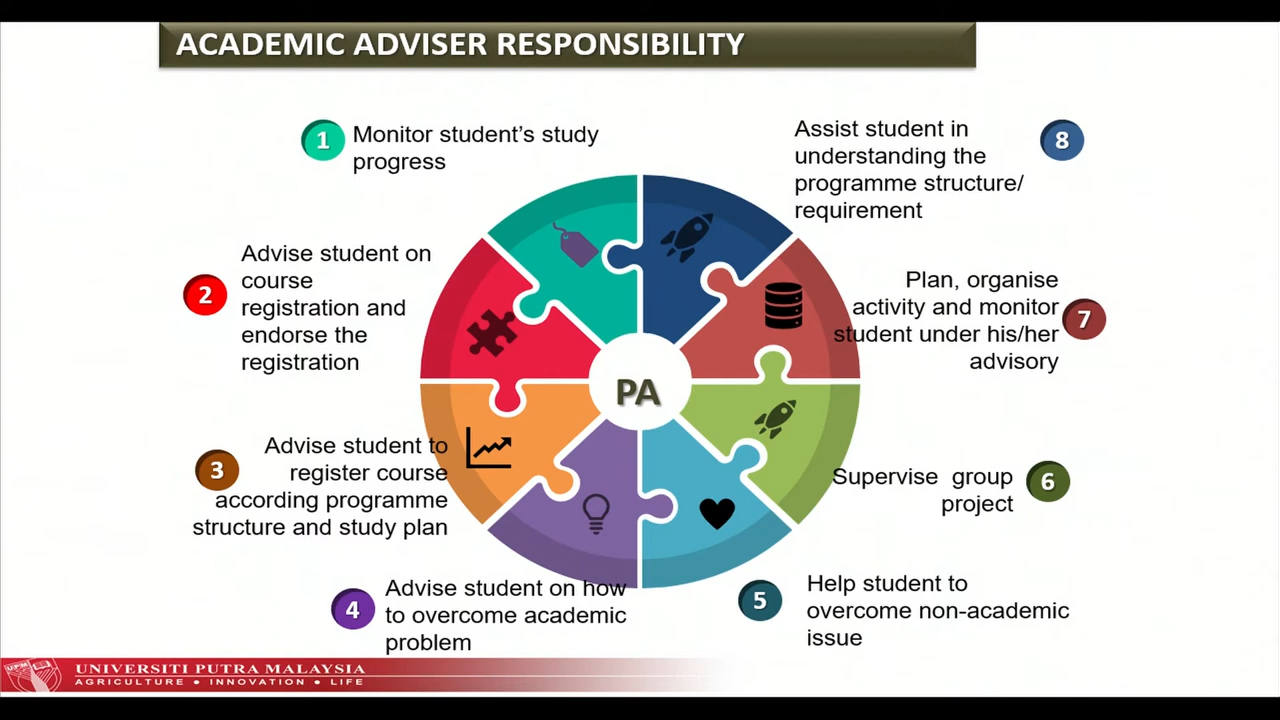 ACADEMIC ADVISER RESPONSIBILITY
1
Monitor student’s study
progress
2
Advise student on
course
registration and
endorse the
registration
3
Advise student to
register course
according programme
structure and study plan
4
Advise student on how
to overcome academic
problem
5
Help student to
overcome non-academic
issue
6
Supervise group
project
7
Plan, organise
activity and monitor
student under his/her
advisory
8
Assist student in
understanding the
programme structure/
requirement
PA
UPM
UNIVERSITI PUTRA MALAYSIA
AGRICULTURE • INNOVATION • LIFE